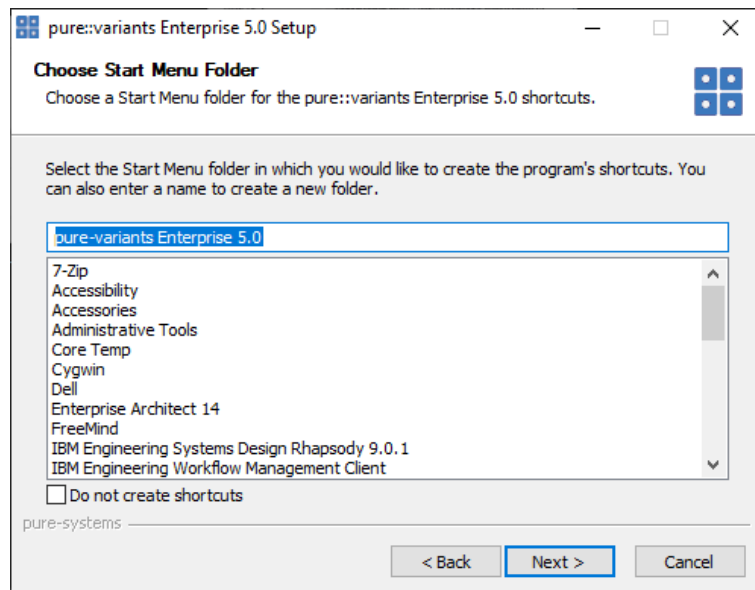 pure::variants Enterprise 5.0 Setup
Choose Start Menu Folder
Choose a Start Menu folder for the pure::variants Enterprise 5.0 shortcuts.
Select the Start Menu folder in which you would like to create the program's shortcuts. You
can also enter a name to create a new folder.
pure-variants Enterprise 5.0
7-Zip
Accessibility
Accessories
Administrative Tools
Core Temp
Cygwin
Dell
Enterprise Architect 14
FreeMind
IBM Engineering Systems Design Rhapsody 9.0.1
IBM Engineering Workflow Management Client
Do not create shortcuts
pure-systems
< Back Next > Cancel